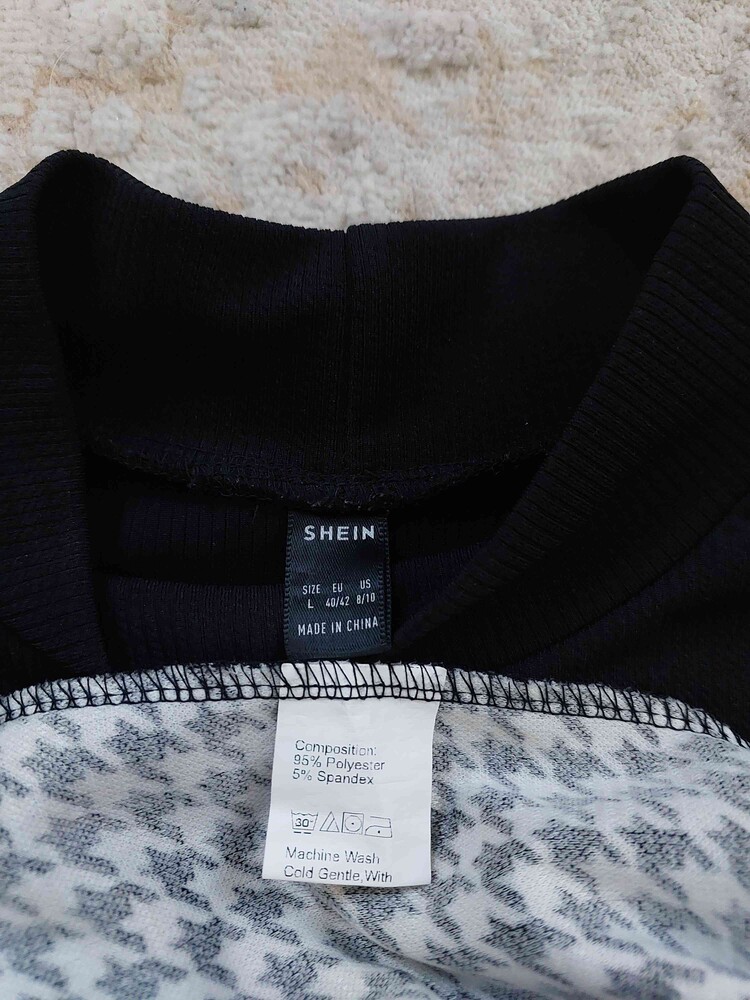 SHEIN
SIZE EU US
L 40/42 8/10
MADE IN CHINA
Composition:
95% Polyester
5% Spandex
30
Machine Wash
Cold Gentle,With